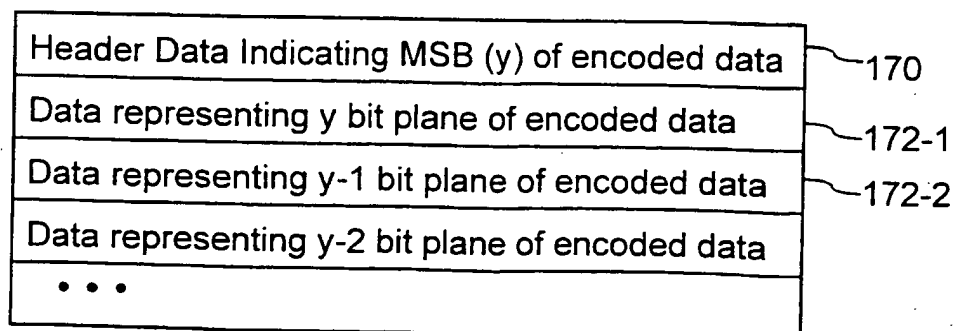 Header Data Indicating MSB (y) of encoded data 170
Data representing y bit plane of encoded data 172-1
Data representing y-1 bit plane of encoded data 172-2
Data representing y-2 bit plane of encoded data
• • •